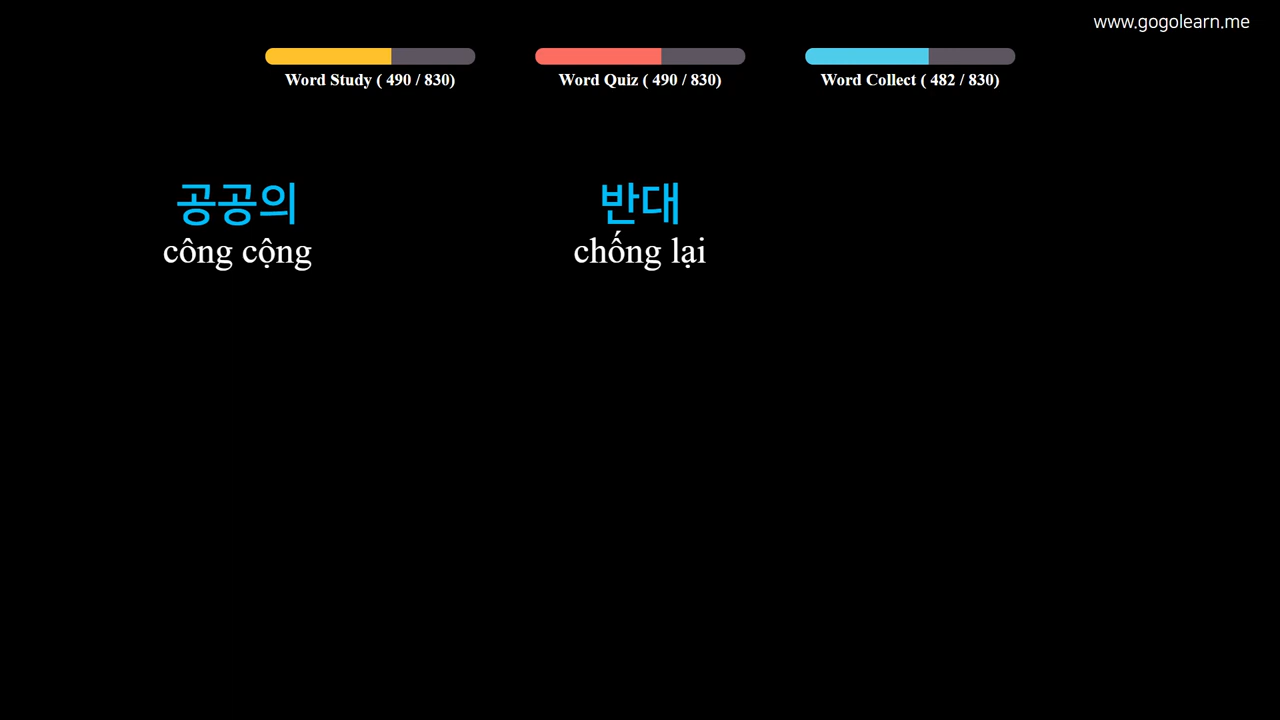 www.gogolearn.me
Word Study ( 490 / 830)
Word Quiz ( 490 / 830)
Word Collect ( 482 / 830)
공공의
công cộng
반대
chống lại